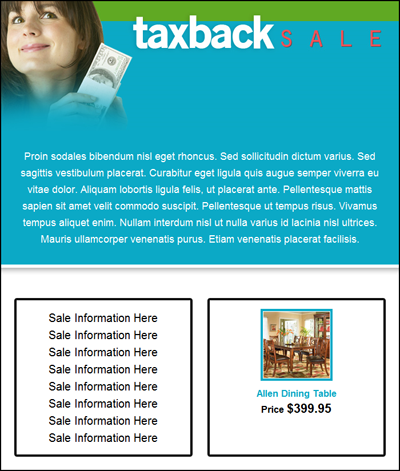 taxback SALE
Proin sodales bibendum nisl eget rhoncus. Sed sollicitudin dictum varius. Sed
sagittis vestibulum placerat. Curabitur eget ligula quis augue semper viverra eu
vitae dolor. Aliquam lobortis ligula felis, ut placerat ante. Pellentesque mattis
sapien sit amet velit commodo suscipit. Pellentesque ut tempus risus. Vivamus
tempus aliquet enim. Nullam interdum nisl ut nulla varius id lacinia nisl ultrices.
Mauris ullamcorper venenatis purus. Etiam venenatis placerat facilisis.
Sale Information Here
Sale Information Here
Sale Information Here
Sale Information Here
Sale Information Here
Sale Information Here
Sale Information Here
Sale Information Here
Allen Dining Table
Price $399.95